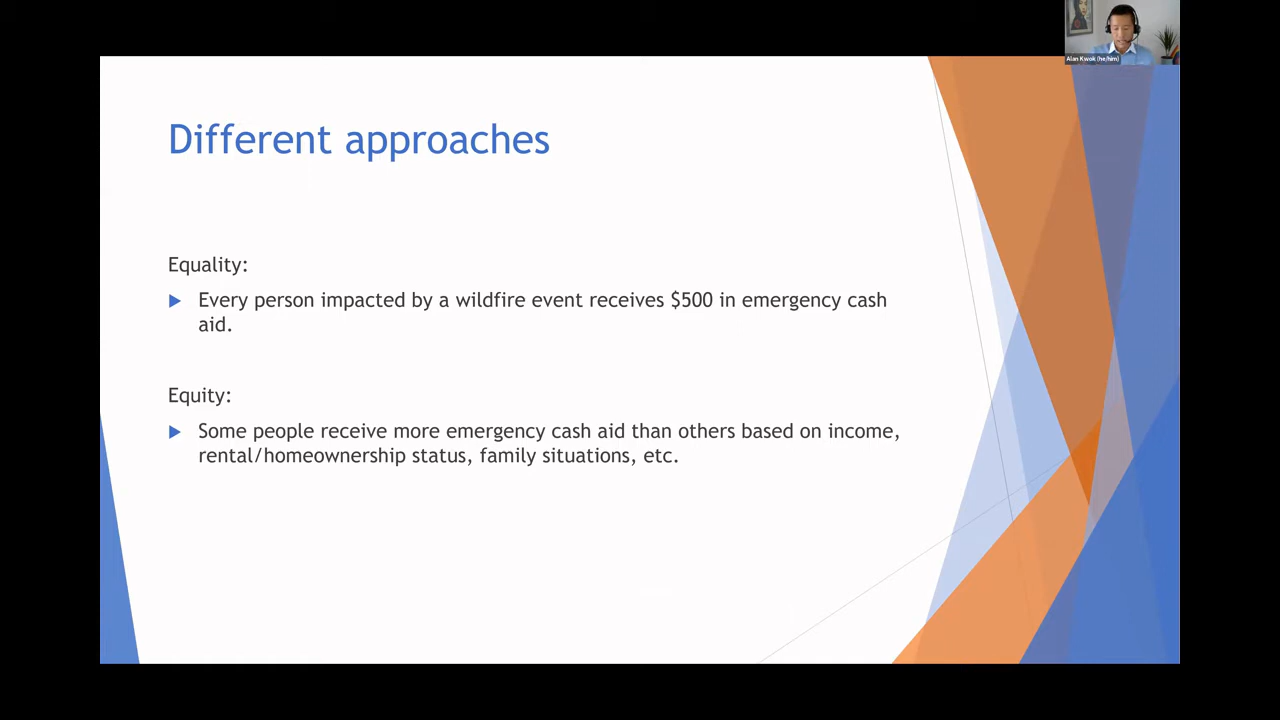 Alan Kwok (he/him)
Different approaches
Equality:
Every person impacted by a wildfire event receives $500 in emergency cash
aid.
Equity:
Some people receive more emergency cash aid than others based on income,
rental/homeownership status, family situations, etc.